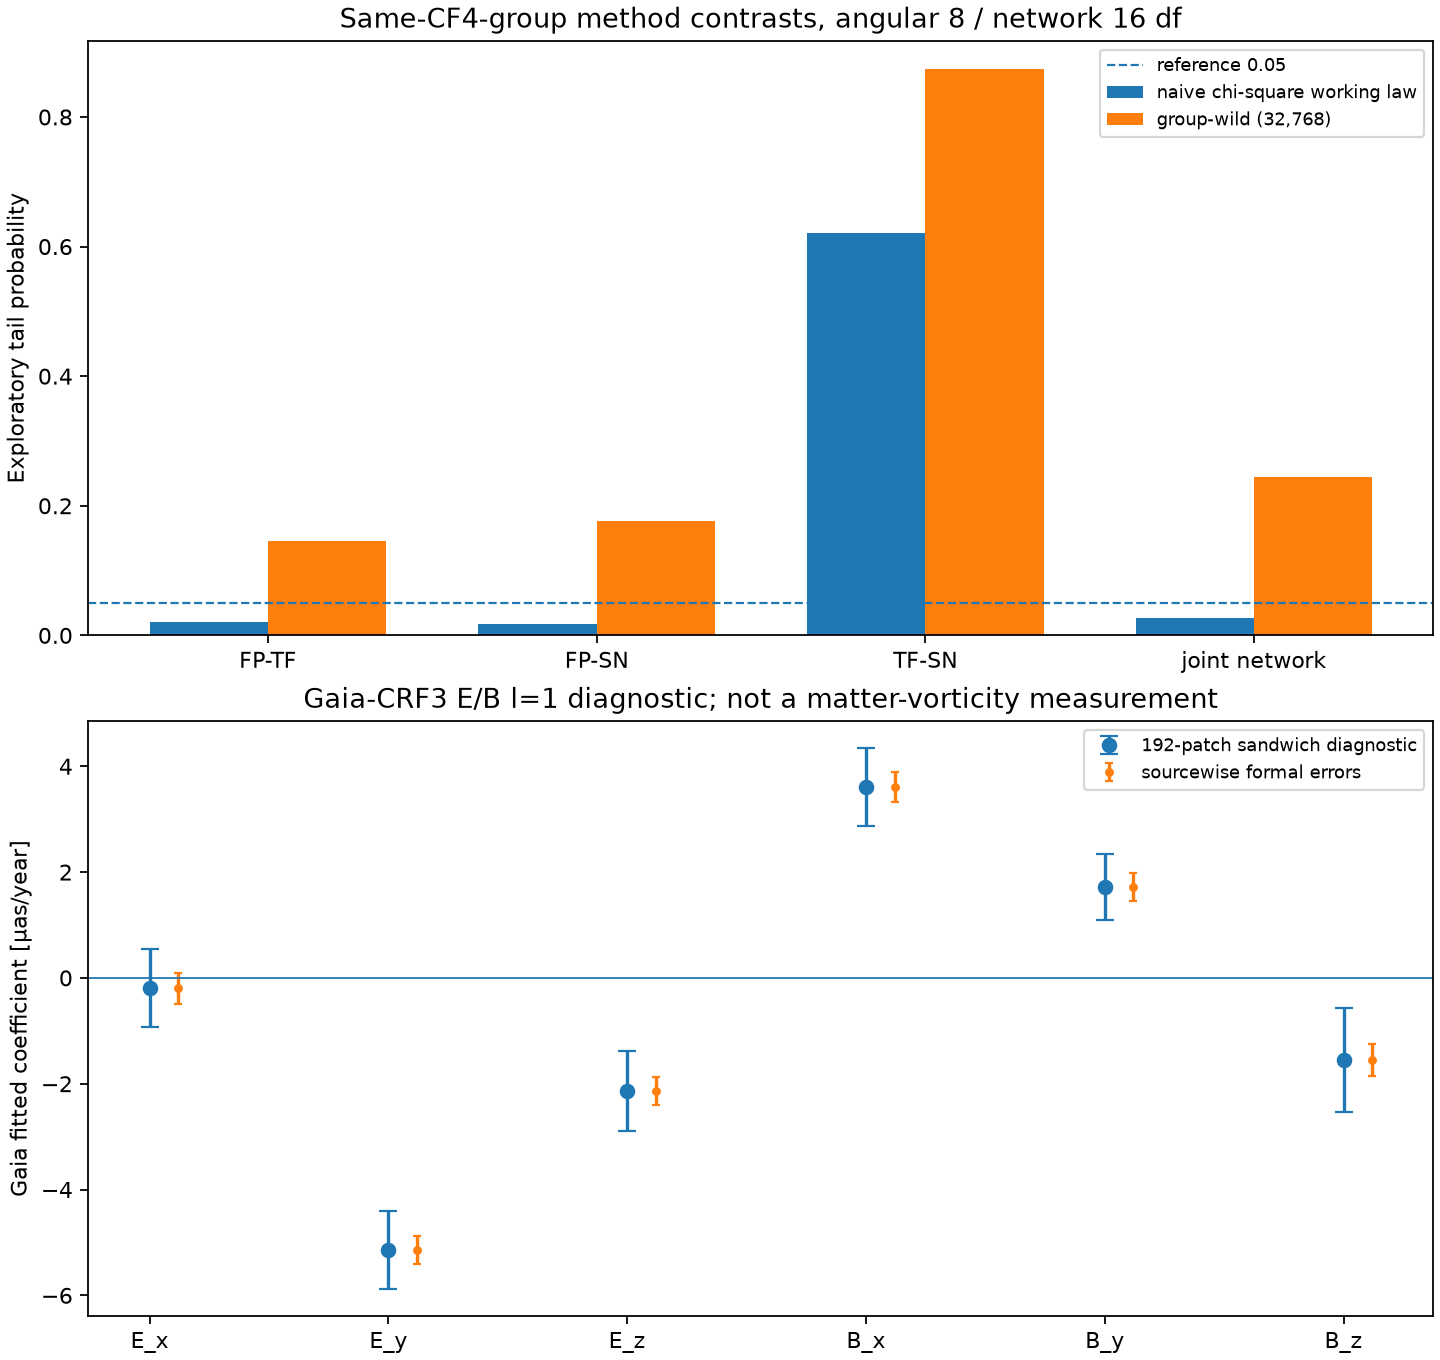 Same-CF4-group method contrasts, angular 8 / network 16 df
Exploratory tail probability
0.8
0.6
0.4
0.2
0.0
reference 0.05
naive chi-square working law
group-wild (32,768)
FP-TF
FP-SN
TF-SN
joint network
Gaia-CRF3 E/B l=1 diagnostic; not a matter-vorticity measurement
Gaia fitted coefficient [μas/year]
4
2
0
−2
−4
−6
192-patch sandwich diagnostic
sourcewise formal errors
E_x
E_y
E_z
B_x
B_y
B_z